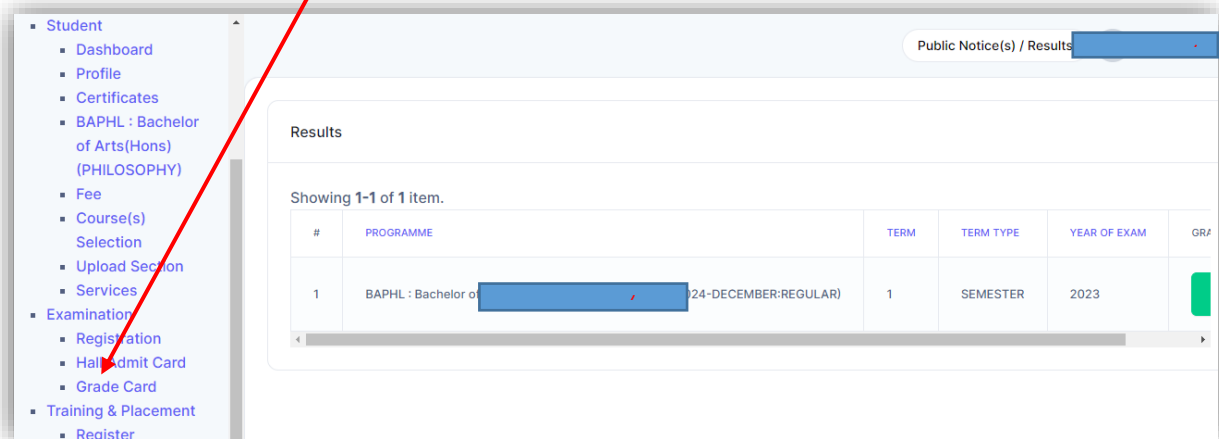 Student
Dashboard
Profile
Certificates
BAPHL : Bachelor
of Arts(Hons)
(PHILOSOPHY)
Fee
Course(s)
Selection
Upload Section
Services
Examination
Registration
Hall Admit Card
Grade Card
Training & Placement
Register
Public Notice(s) / Results
Results
Showing 1-1 of 1 item.
# PROGRAMME TERM TERM TYPE YEAR OF EXAM GRA
1 BAPHL : Bachelor of 024-DECEMBER:REGULAR) 1 SEMESTER 2023